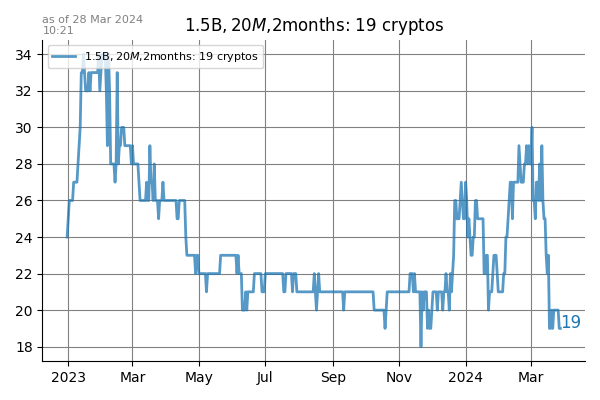 as of 28 Mar 2024
10:21
1.5B, 20M, 2months: 19 cryptos
1.5B, 20M, 2months: 19 cryptos
34
32
30
28
26
24
22
20
18
19
2023
Mar
May
Jul
Sep
Nov
2024
Mar